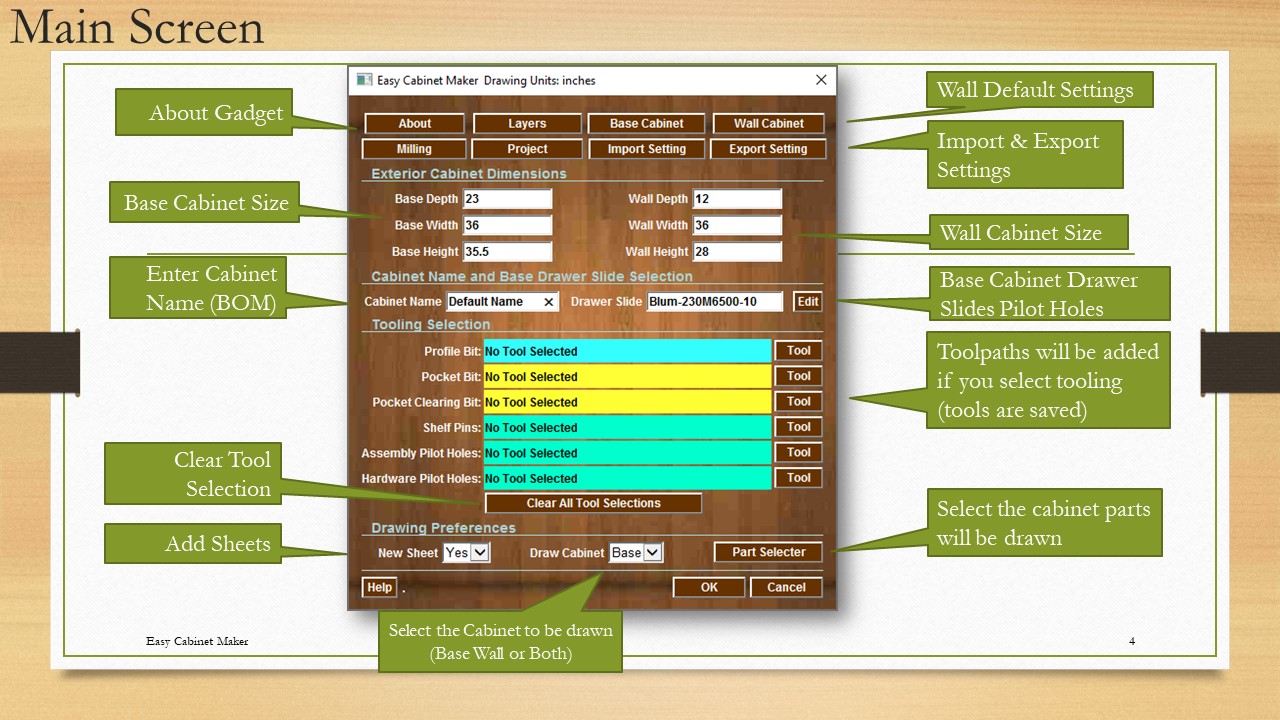 Main Screen
About Gadget
Base Cabinet Size
Enter Cabinet
Name (BOM)
Clear Tool
Selection
Add Sheets
Easy Cabinet Maker Drawing Units: inches
About Layers Base Cabinet Wall Cabinet
Milling Project Import Setting Export Setting
Exterior Cabinet Dimensions
Base Depth 23 Wall Depth 12
Base Width 36 Wall Width 36
Base Height 35.5 Wall Height 28
Cabinet Name and Base Drawer Slide Selection
Cabinet Name Default Name Drawer Slide Blum-230M6500-10 Edit
Tooling Selection
Profile Bit: No Tool Selected Tool
Pocket Bit: No Tool Selected Tool
Pocket Clearing Bit: No Tool Selected Tool
Shelf Pins: No Tool Selected Tool
Assembly Pilot Holes: No Tool Selected Tool
Hardware Pilot Holes: No Tool Selected Tool
Clear All Tool Selections
Drawing Preferences
New Sheet Yes Draw Cabinet Base Part Selecter
Help . OK Cancel
Wall Default Settings
Import & Export
Settings
Wall Cabinet Size
Base Cabinet Drawer
Slides Pilot Holes
Toolpaths will be added
if you select tooling
(tools are saved)
Select the cabinet parts
will be drawn
Select the Cabinet to be drawn
(Base Wall or Both)
Easy Cabinet Maker
4